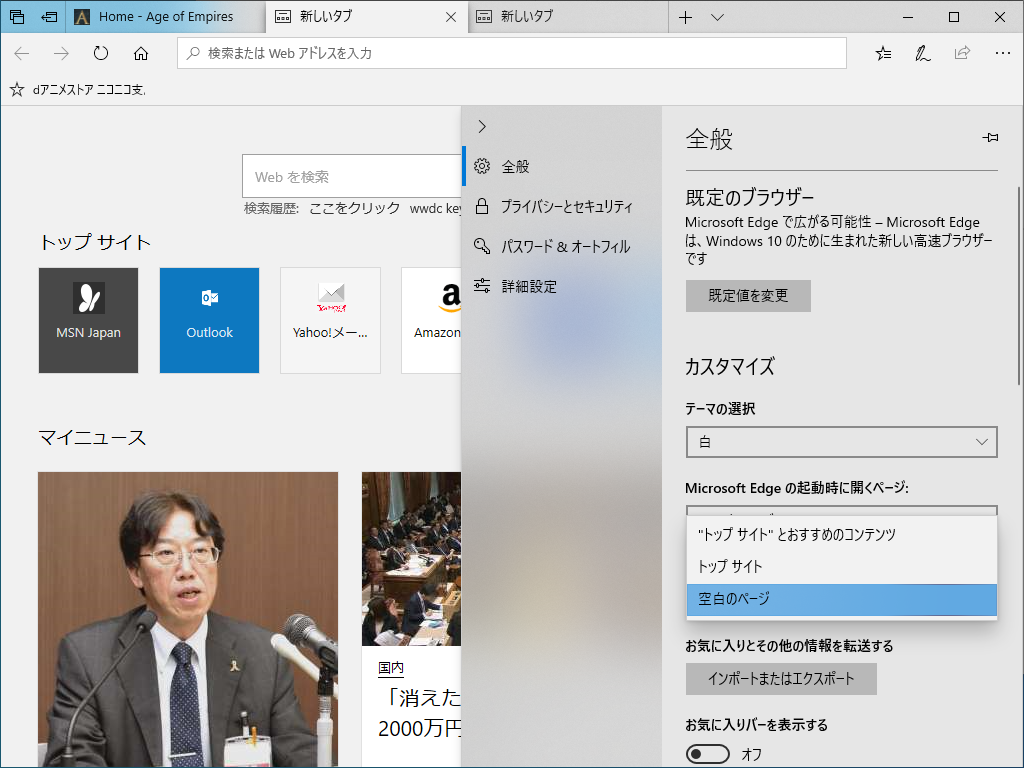 Home - Age of Empires
新しいタブ
新しいタブ
検索または Web アドレスを入力
dアニメストア ニコニコ支.
Web を検索
検索履歴: ここをクリック wwdc key
トップ サイト
MSN Japan
Outlook
Yahoo!メー...
a
Amazon
マイニュース
国内
「消えた
2000万円
全般
プライバシーとセキュリティ
パスワード & オートフィル
詳細設定
全般
既定のブラウザー
Microsoft Edge で広がる可能性 – Microsoft Edge
は、Windows 10 のために生まれた新しい高速ブラウザー
です
既定値を変更
カスタマイズ
テーマの選択
白
Microsoft Edge の起動時に開くページ:
"トップ サイト" とおすすめのコンテンツ
トップ サイト
空白のページ
お気に入りとその他の情報を転送する
インポートまたはエクスポート
お気に入りバーを表示する
オフ